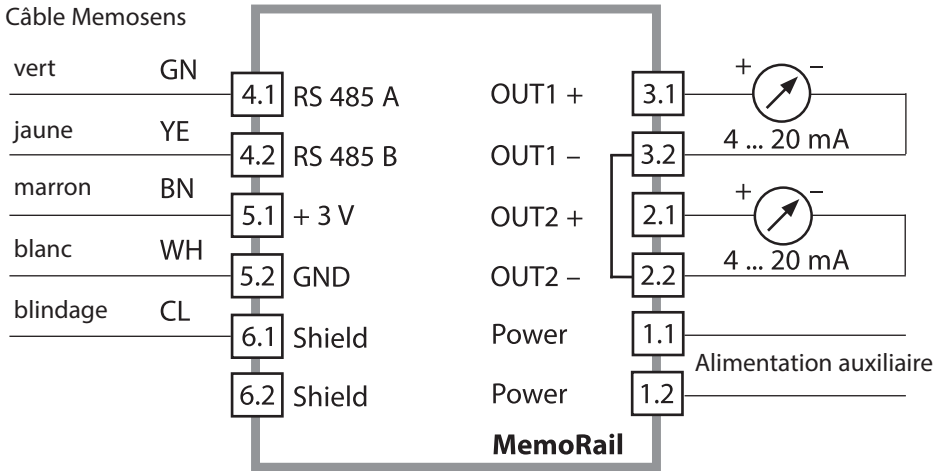 Câble Memosens
vert GN 4.1 RS 485 A OUT1 + 3.1 + –
4 ... 20 mA
jaune YE 4.2 RS 485 B OUT1 – 3.2
marron BN 5.1 + 3 V OUT2 + 2.1 + –
4 ... 20 mA
blanc WH 5.2 GND OUT2 – 2.2
blindage CL 6.1 Shield Power 1.1
Alimentation auxiliaire
6.2 Shield Power 1.2
MemoRail